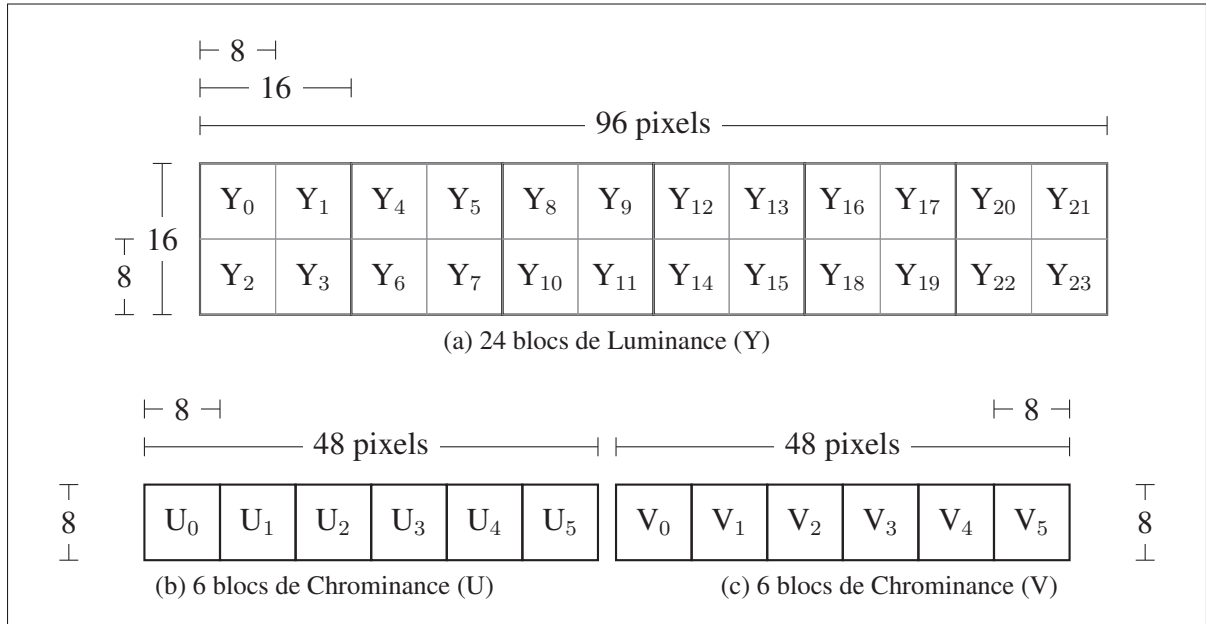 8
16
96 pixels
Y0 Y1 Y4 Y5 Y8 Y9 Y12 Y13 Y16 Y17 Y20 Y21
16
8
Y2 Y3 Y6 Y7 Y10 Y11 Y14 Y15 Y18 Y19 Y22 Y23
(a) 24 blocs de Luminance (Y)
8 8
48 pixels 48 pixels
8 U0 U1 U2 U3 U4 U5 V0 V1 V2 V3 V4 V5 8
(b) 6 blocs de Chrominance (U) (c) 6 blocs de Chrominance (V)